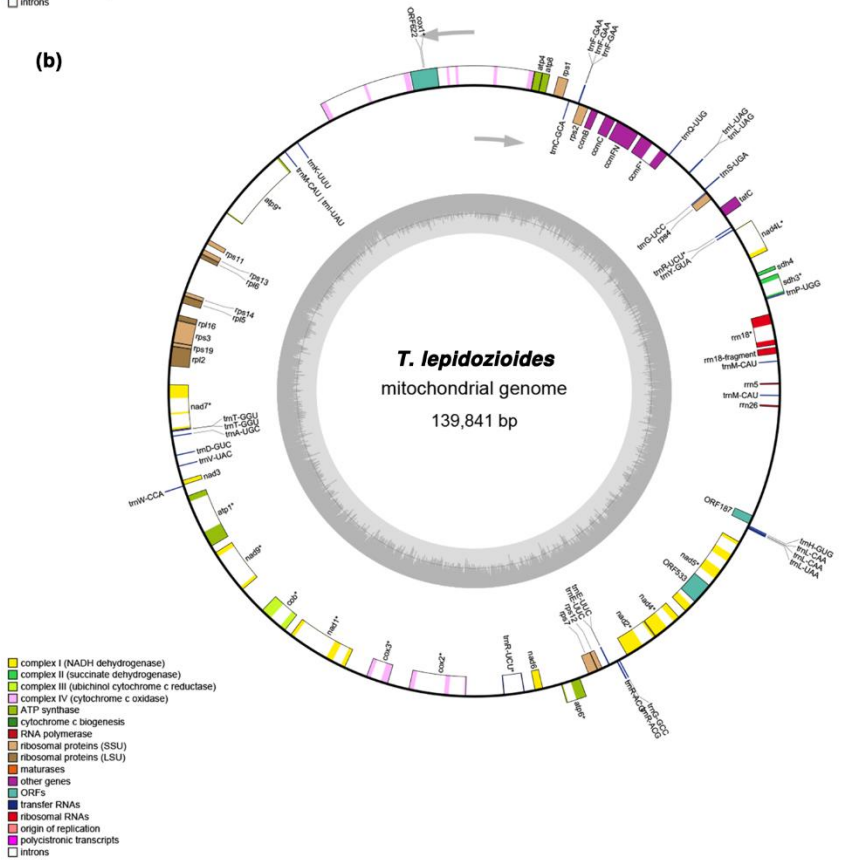 introns
(b)
cox1*
ORF622
atp4
atp8
rps1
trnF-GAA
trnF-GAA
trnF-GAA
trnC-GCA
rps2
ccmB
ccmC
ccmFN
ccmF*
trnQ-UUG
trnL-UAG
trnL-UAG
trnS-UGA
tatC
trnG-UCC
rps4
nad4L*
trnR-UCU*
trnY-GUA
sdh4
sdh3*
trnP-UGG
rrn18*
rrn18-fragment
trnM-CAU
rrn5
trnM-CAU
rrn26
ORF187
trnH-GUG
trnL-CAA
trnL-CAA
trnL-UAA
nad5*
ORF533
nad4*
nad2*
trnG-GCC
trnR-ACG
trnR-ACG
trnE-UUC
trnE-UUC
rps12
rps7
atp6*
nad6
trnR-UCU*
cox2*
cox3*
nad1*
cob*
nad9*
atp1*
trnW-CCA
nad3
trnV-UAC
trnD-GUC
trnA-UGC
trnT-GGU
trnT-GGU
nad7*
rpl2
rps19
rps3
rpl16
rpl5
rps14
rpl6
rps13
rps11
atp9*
trnM-CAU | trnI-UAU
trnK-UUU
T. lepidozioides
mitochondrial genome
139,841 bp
complex I (NADH dehydrogenase)
complex II (succinate dehydrogenase)
complex III (ubichinol cytochrome c reductase)
complex IV (cytochrome c oxidase)
ATP synthase
cytochrome c biogenesis
RNA polymerase
ribosomal proteins (SSU)
ribosomal proteins (LSU)
maturases
other genes
ORFs
transfer RNAs
ribosomal RNAs
origin of replication
polycistronic transcripts
introns